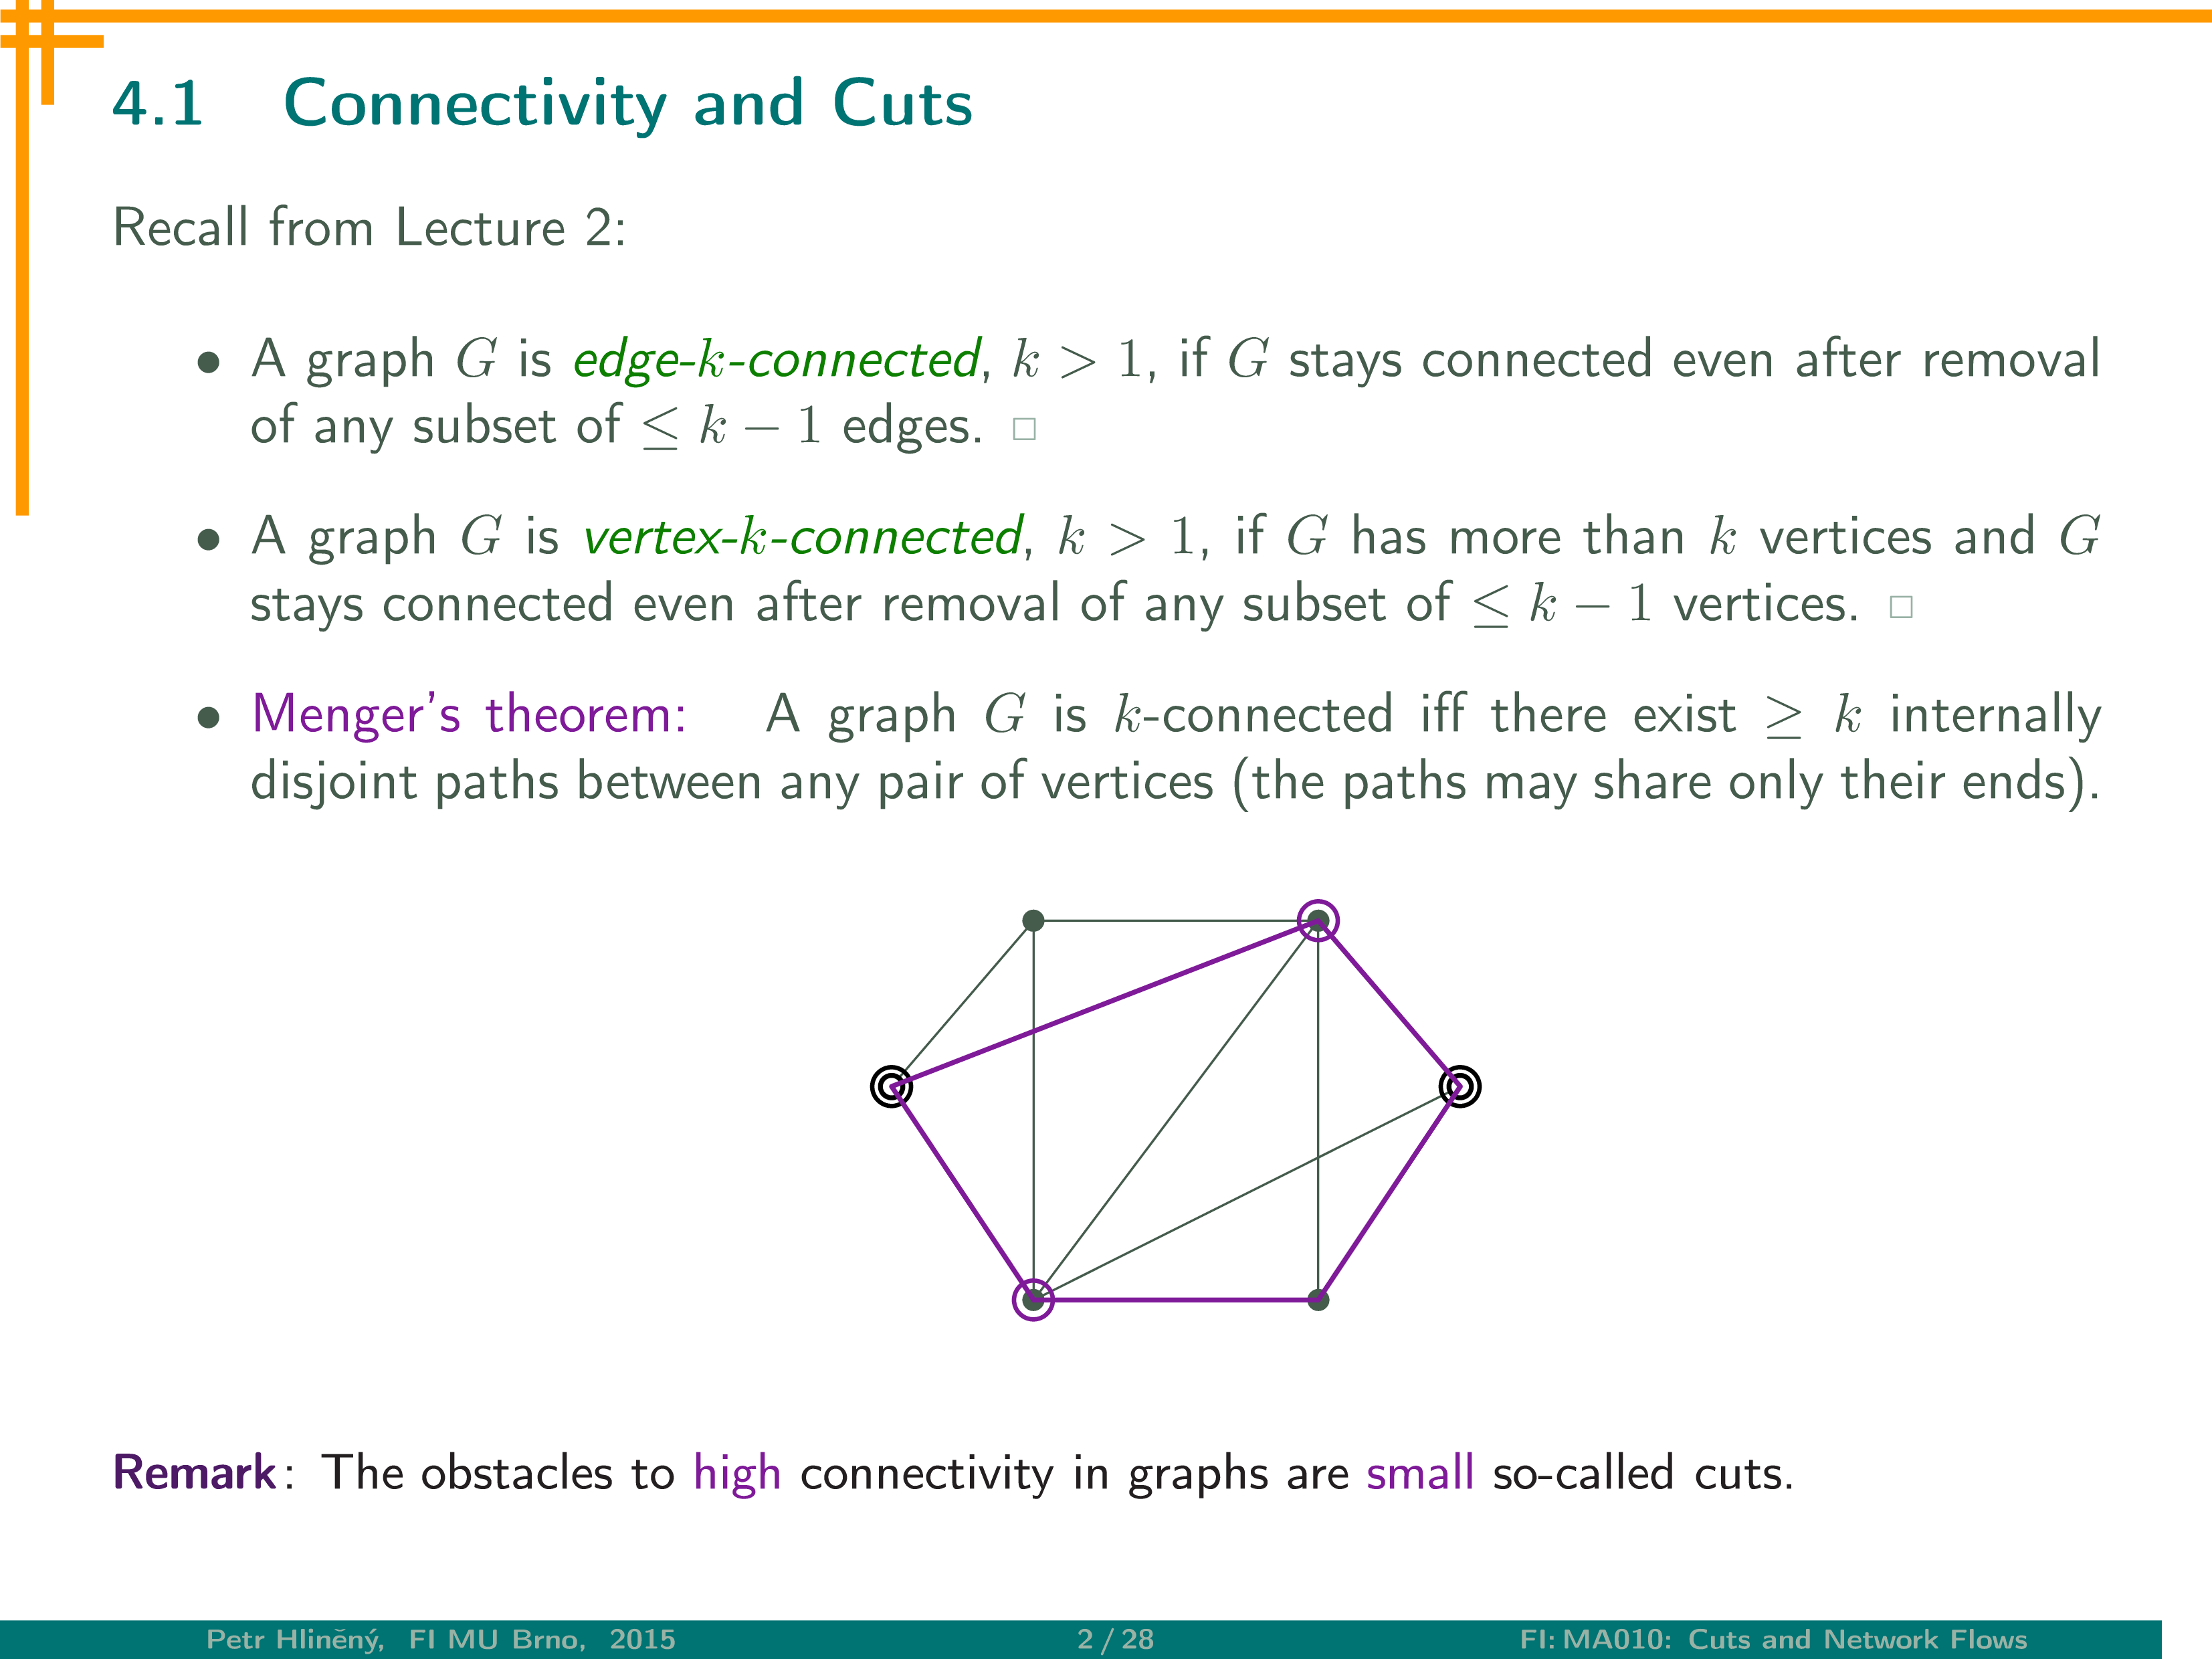 4.1 Connectivity and Cuts
Recall from Lecture 2:
• A graph G is edge-k-connected, k > 1, if G stays connected even after removal
of any subset of ≤ k − 1 edges. □
• A graph G is vertex-k-connected, k > 1, if G has more than k vertices and G
stays connected even after removal of any subset of ≤ k − 1 vertices. □
• Menger's theorem: A graph G is k-connected iff there exist ≥ k internally
disjoint paths between any pair of vertices (the paths may share only their ends).
Remark: The obstacles to high connectivity in graphs are small so-called cuts.
Petr Hliněný, FI MU Brno, 2015 2 / 28 FI: MA010: Cuts and Network Flows